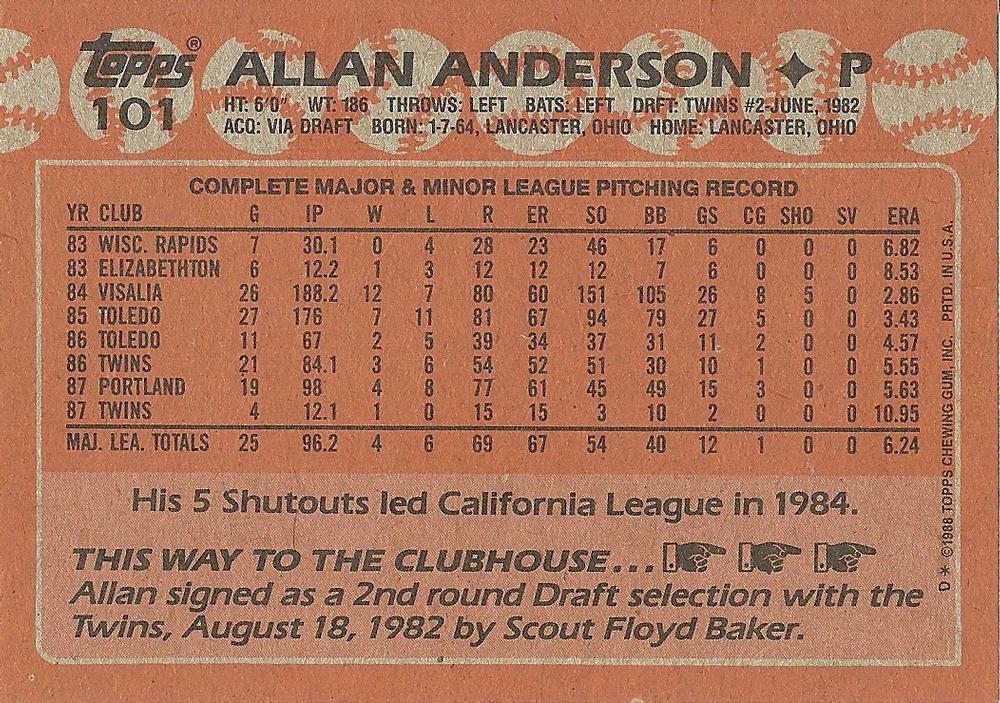 Topps® ALLAN ANDERSON ✦ P
101
HT: 6'0" WT: 186 THROWS: LEFT BATS: LEFT DRFT: TWINS #2-JUNE, 1982
ACQ: VIA DRAFT BORN: 1-7-64, LANCASTER, OHIO HOME: LANCASTER, OHIO
COMPLETE MAJOR & MINOR LEAGUE PITCHING RECORD
YR CLUB G IP W L R ER SO BB GS CG SHO SV ERA
83 WISC. RAPIDS 7 30.1 0 4 28 23 46 17 6 0 0 0 6.82
83 ELIZABETHTON 6 12.2 1 3 12 12 12 7 6 0 0 0 8.53
84 VISALIA 26 188.2 12 7 80 60 151 105 26 8 5 0 2.86
85 TOLEDO 27 176 7 11 81 67 94 79 27 5 0 0 3.43
86 TOLEDO 11 67 2 5 39 34 37 31 11 2 0 0 4.57
86 TWINS 21 84.1 3 6 54 52 51 30 10 1 0 0 5.55
87 PORTLAND 19 98 4 8 77 61 45 49 15 3 0 0 5.63
87 TWINS 4 12.1 1 0 15 15 3 10 2 0 0 0 10.95
MAJ. LEA. TOTALS 25 96.2 4 6 69 67 54 40 12 1 0 0 6.24
His 5 Shutouts led California League in 1984.
THIS WAY TO THE CLUBHOUSE...
Allan signed as a 2nd round Draft selection with the
Twins, August 18, 1982 by Scout Floyd Baker.
D * ©1988 TOPPS CHEWING GUM, INC. PRTD. IN U.S.A.